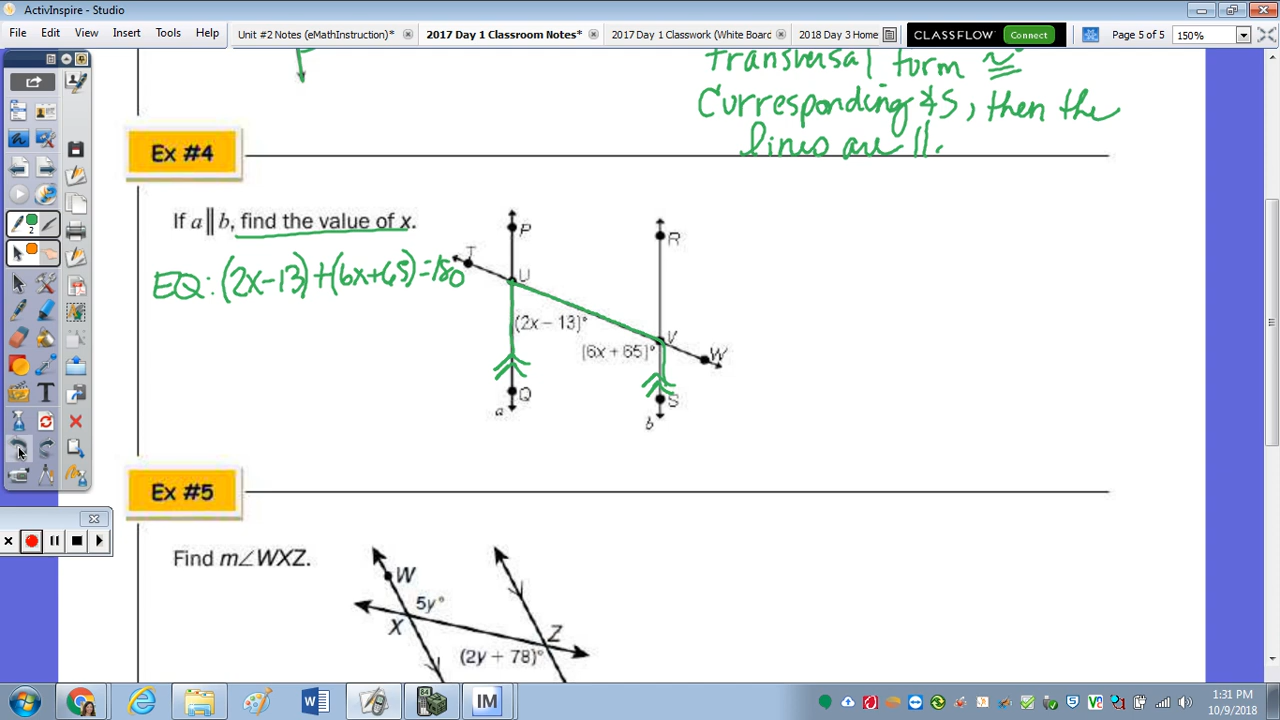 ActivInspire - Studio
File Edit View Insert Tools Help
Unit #2 Notes (eMathInstruction)* 2017 Day 1 Classroom Notes* 2017 Day 1 Classwork (White Board 2018 Day 3 Home CLASSFLOW Connect Page 5 of 5 150%
transversal form ≅
Corresponding ∡s, then the
lines are ||.
Ex #4
If a ∥ b, find the value of x.
P
R
T
U
EQ: (2x-13)+(6x+65)=180
(2x – 13)°
V
(6x + 65)°
W
Q
S
a
b
2
Ex #5
Find m∠WXZ.
W
5y°
X
Z
(2y + 78)°
IM
1:31 PM
10/9/2018